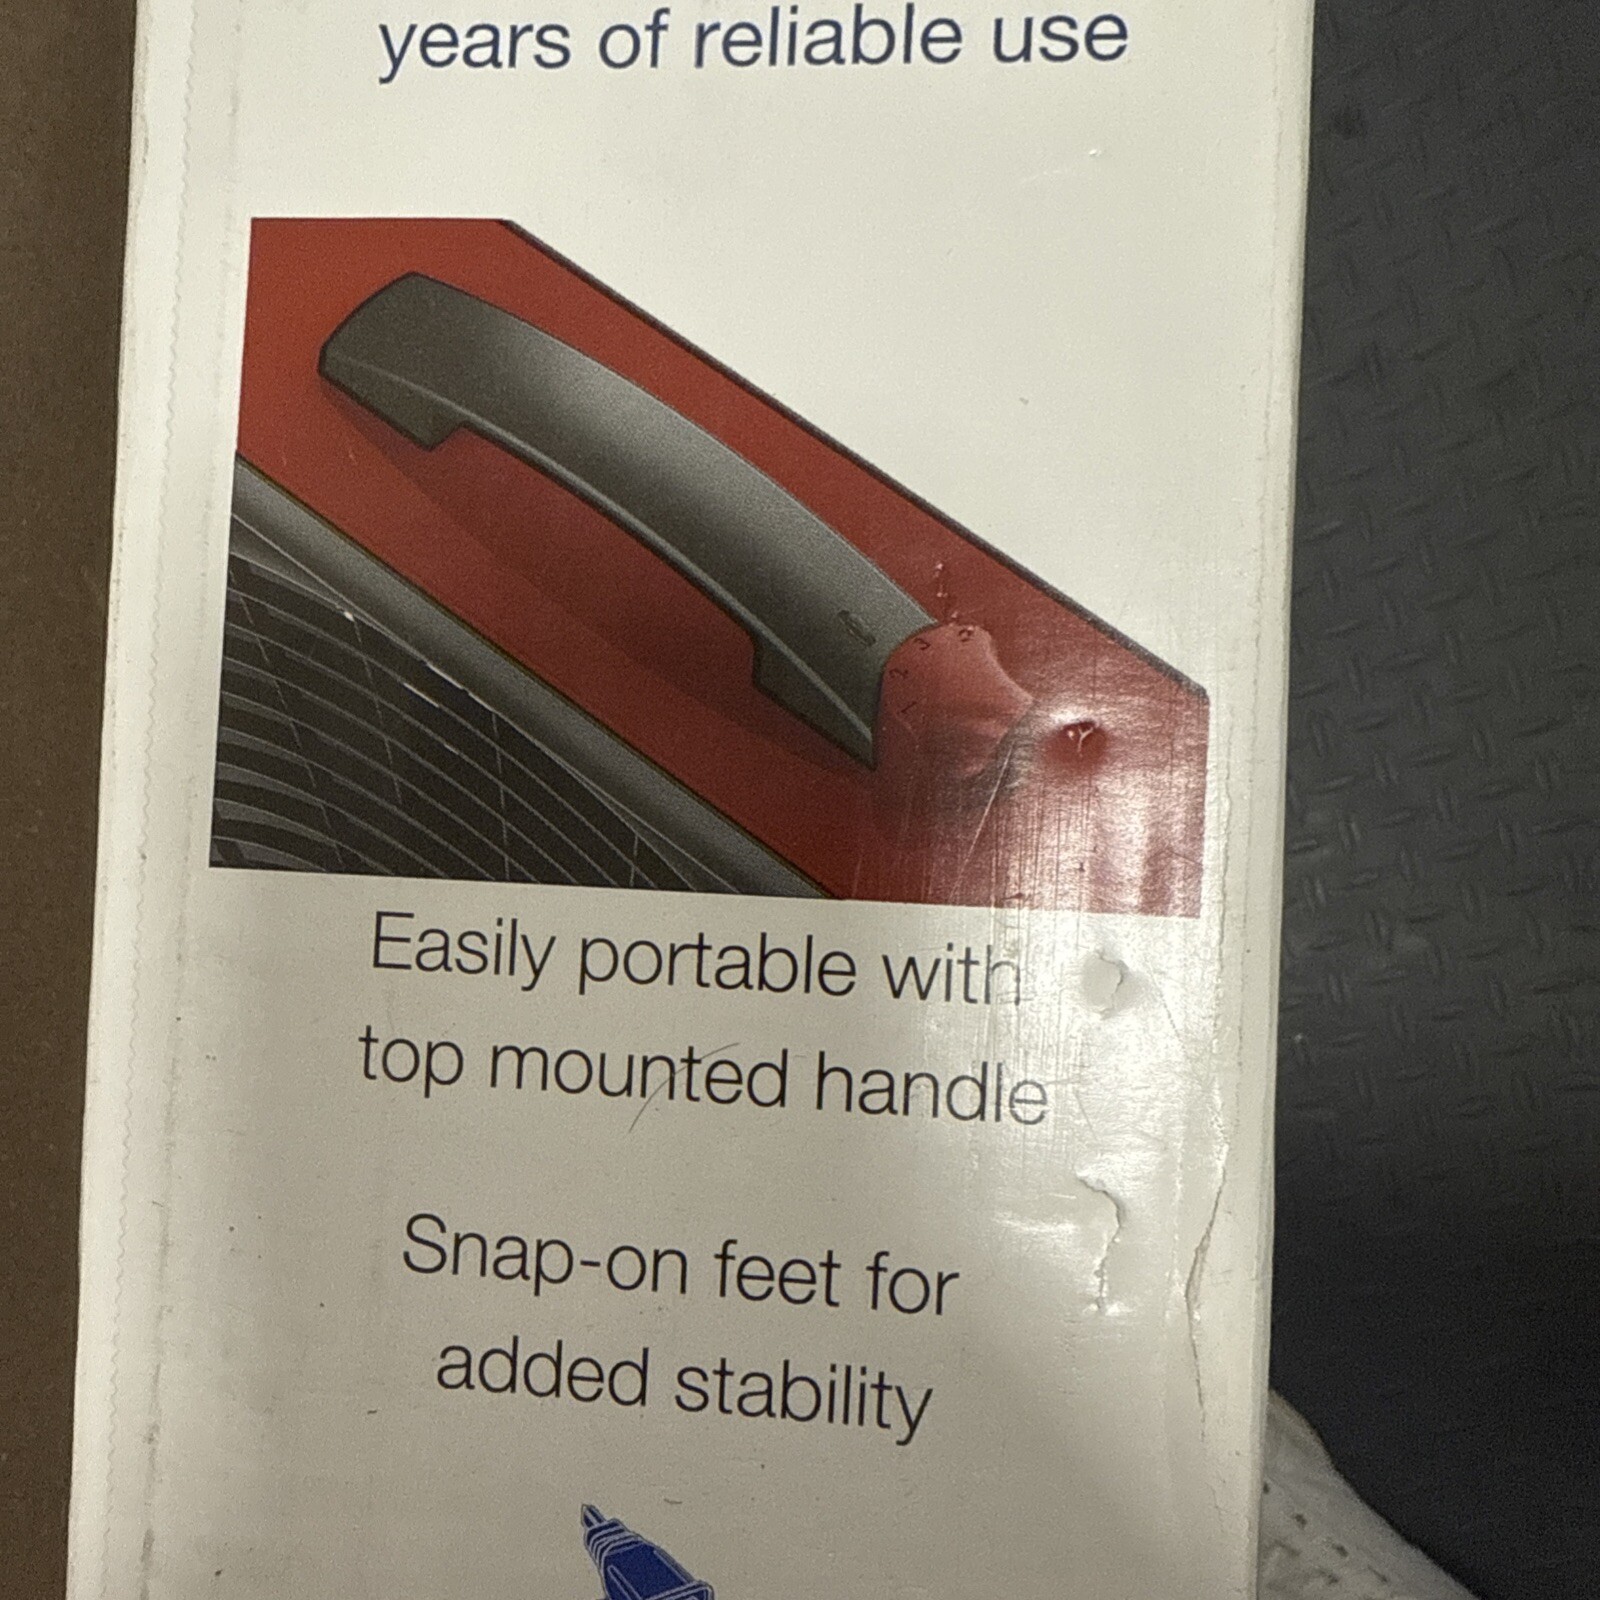 years of reliable use
Easily portable with
top mounted handle
Snap-on feet for
added stability